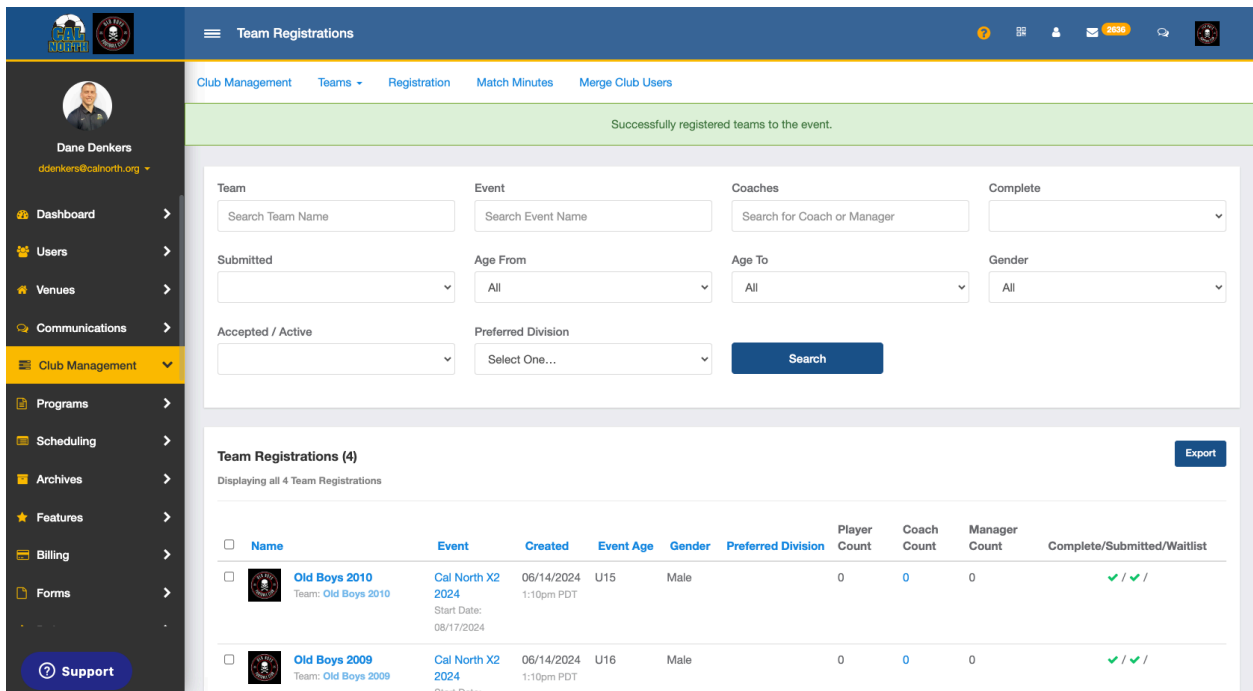 CAL
NORTH
Team Registrations
2636
Dane Denkers
ddenkers@calnorth.org
Dashboard
Users
Venues
Communications
Club Management
Programs
Scheduling
Archives
Features
Billing
Forms
Support
Club Management Teams Registration Match Minutes Merge Club Users
Successfully registered teams to the event.
Team Event Coaches Complete
Search Team Name Search Event Name Search for Coach or Manager
Submitted Age From Age To Gender
All All All
Accepted / Active Preferred Division
Select One... Search
Team Registrations (4) Export
Displaying all 4 Team Registrations
Player Coach Manager
Name Event Created Event Age Gender Preferred Division Count Count Count Complete/Submitted/Waitlist
Old Boys 2010 Cal North X2 06/14/2024 U15 Male 0 0 0 ✔ / ✔ /
Team: Old Boys 2010 2024 1:10pm PDT
Start Date:
08/17/2024
Old Boys 2009 Cal North X2 06/14/2024 U16 Male 0 0 0 ✔ / ✔ /
Team: Old Boys 2009 2024 1:10pm PDT